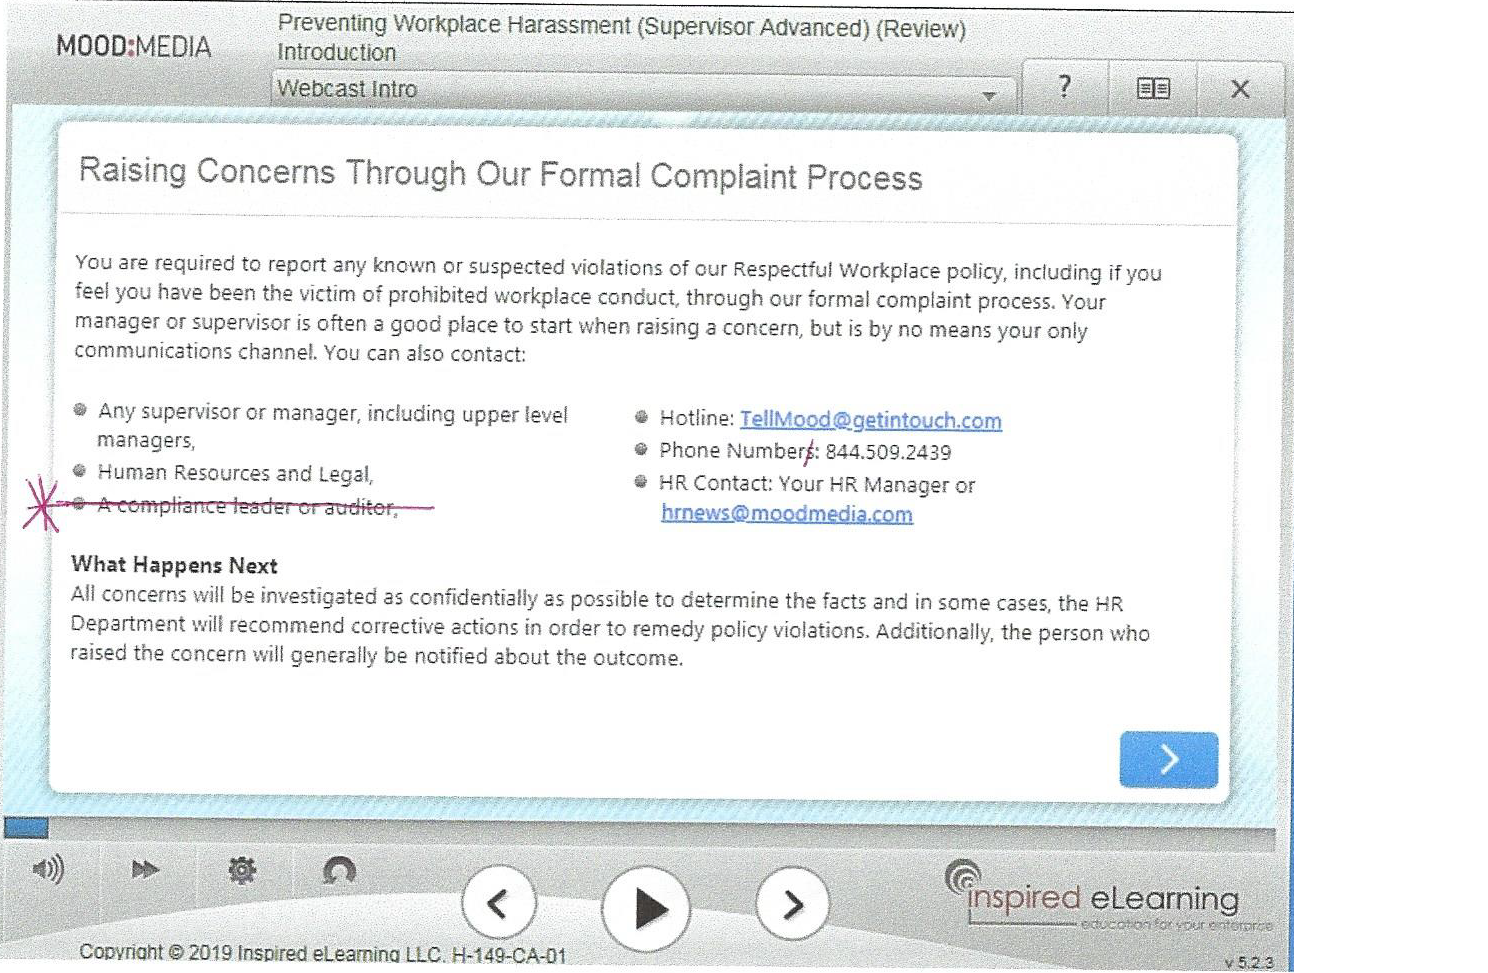 MOOD:MEDIA
Preventing Workplace Harassment (Supervisor Advanced) (Review)
Introduction
Webcast Intro
?
X
Raising Concerns Through Our Formal Complaint Process
You are required to report any known or suspected violations of our Respectful Workplace policy, including if you
feel you have been the victim of prohibited workplace conduct, through our formal complaint process. Your
manager or supervisor is often a good place to start when raising a concern, but is by no means your only
communications channel. You can also contact:
Any supervisor or manager, including upper level
managers,
Human Resources and Legal,
A compliance leader or auditor,
Hotline: TellMood@getintouch.com
Phone Numbers: 844.509.2439
HR Contact: Your HR Manager or
hrnews@moodmedia.com
What Happens Next
All concerns will be investigated as confidentially as possible to determine the facts and in some cases, the HR
Department will recommend corrective actions in order to remedy policy violations. Additionally, the person who
raised the concern will generally be notified about the outcome.
inspired eLearning
education for your enterprise
Copyright © 2019 Inspired eLearning LLC. H-149-CA-01
v 5.2.3